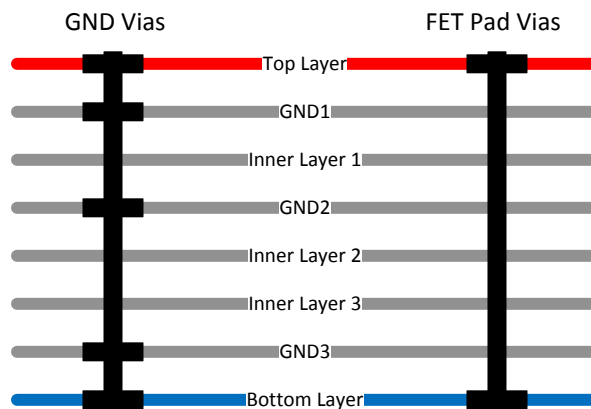 GND Vias
FET Pad Vias
Top Layer
GND1
Inner Layer 1
GND2
Inner Layer 2
Inner Layer 3
GND3
Bottom Layer